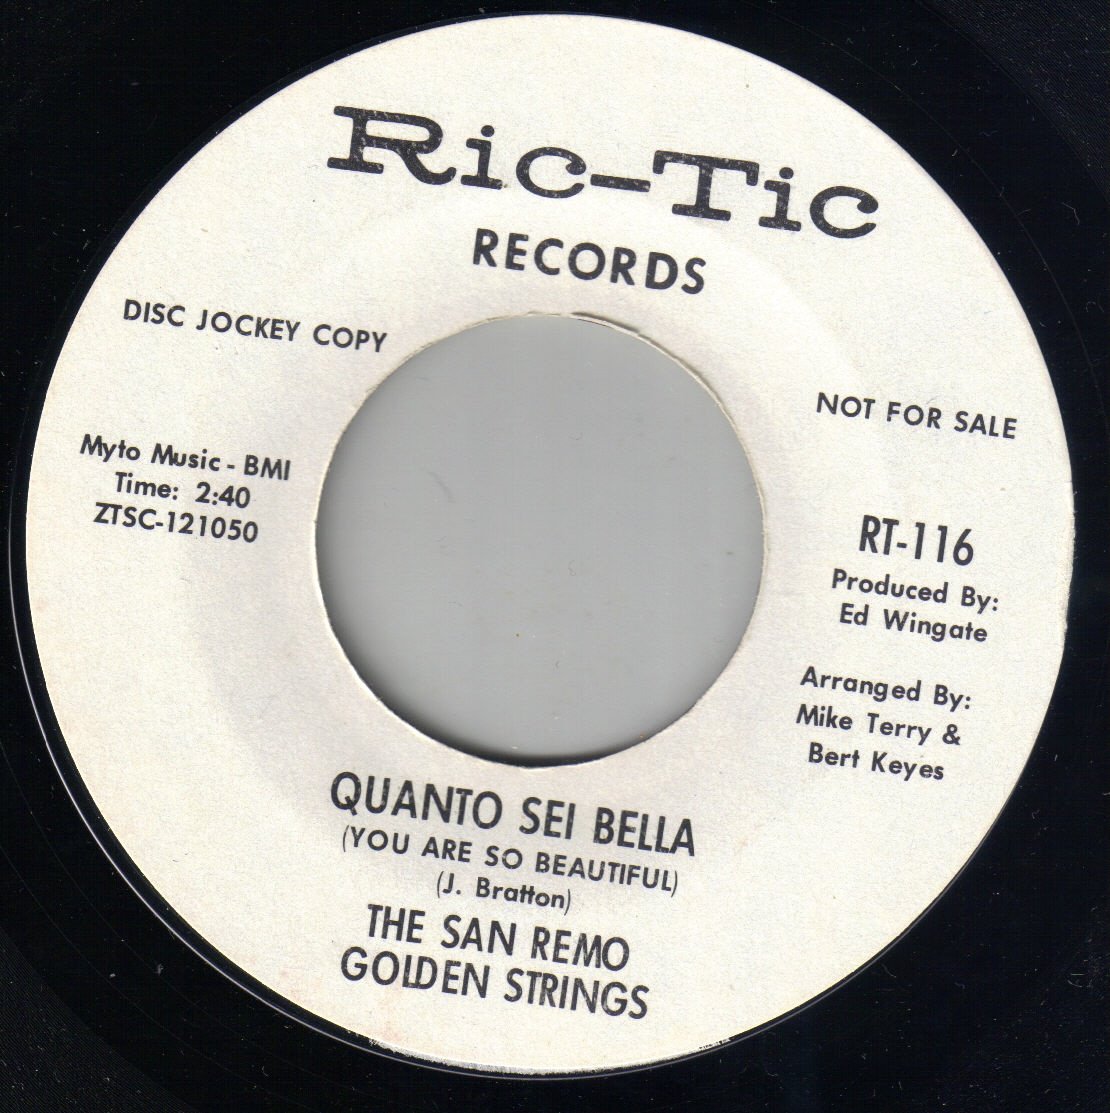 Ric-Tic
RECORDS
DISC JOCKEY COPY
NOT FOR SALE
Myto Music - BMI
Time: 2:40
ZTSC-121050
RT-116
Produced By:
Ed Wingate
Arranged By:
Mike Terry &
Bert Keyes
QUANTO SEI BELLA
(YOU ARE SO BEAUTIFUL)
(J. Bratton)
THE SAN REMO
GOLDEN STRINGS